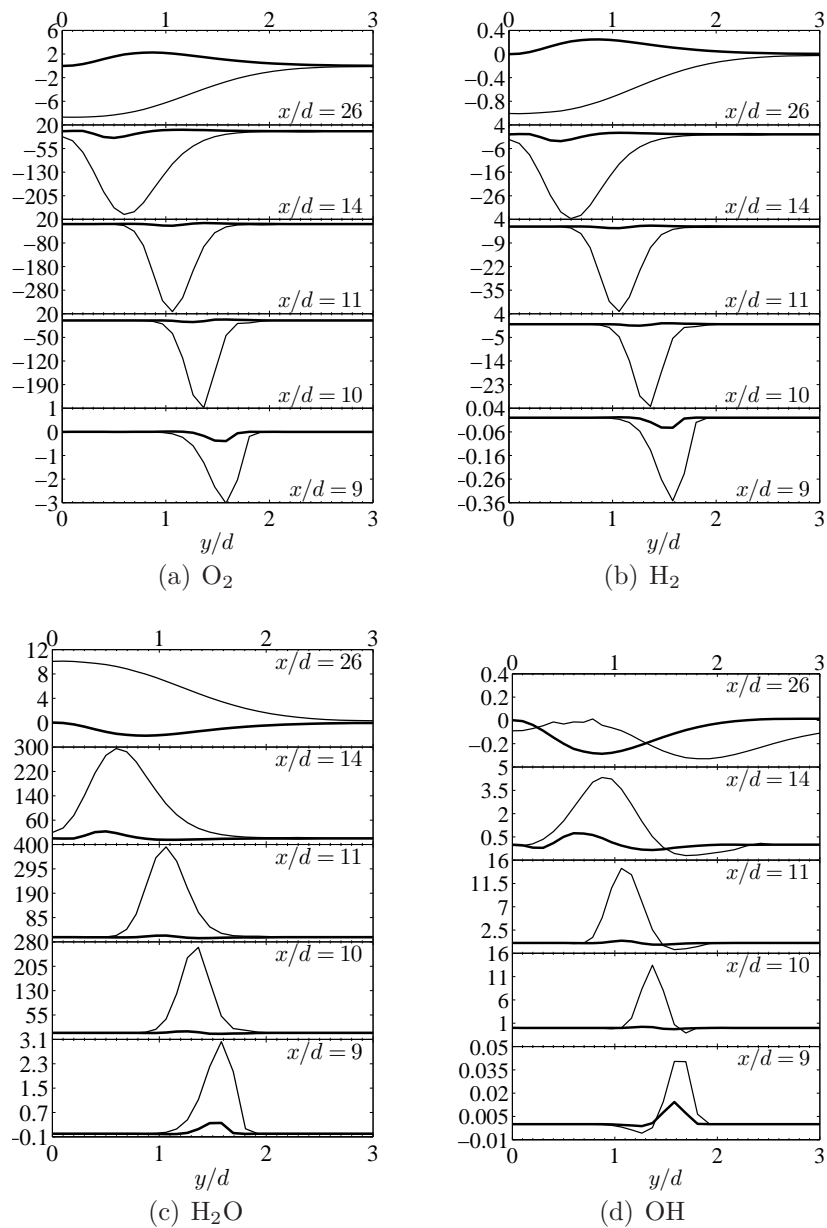 0 1 2 3
6
2
−2
−6
x/d = 26
20
−55
−130
−205
x/d = 14
20
−80
−180
−280
x/d = 11
20
−50
−120
−190
x/d = 10
1
0
−1
−2
−3
x/d = 9
0 1 2 3
y/d
(a) O₂
0 1 2 3
0.4
0
−0.4
−0.8
x/d = 26
4
−6
−16
−26
x/d = 14
4
−9
−22
−35
x/d = 11
4
−5
−14
−23
x/d = 10
0.04
−0.06
−0.16
−0.26
−0.36
x/d = 9
0 1 2 3
y/d
(b) H₂
0 1 2 3
12
8
4
0
x/d = 26
300
220
140
60
x/d = 14
400
295
190
85
x/d = 11
280
205
130
55
x/d = 10
3.1
3.1
2.3
1.5
0.7
−0.1
x/d = 9
0 1 2 3
y/d
(c) H₂O
0 1 2 3
0.4
0.2
0
−0.2
x/d = 26
5
3.5
2
0.5
x/d = 14
16
11.5
7
2.5
x/d = 11
16
11
6
1
x/d = 10
0.05
0.035
0.02
0.005
−0.01
x/d = 9
0 1 2 3
y/d
(d) OH